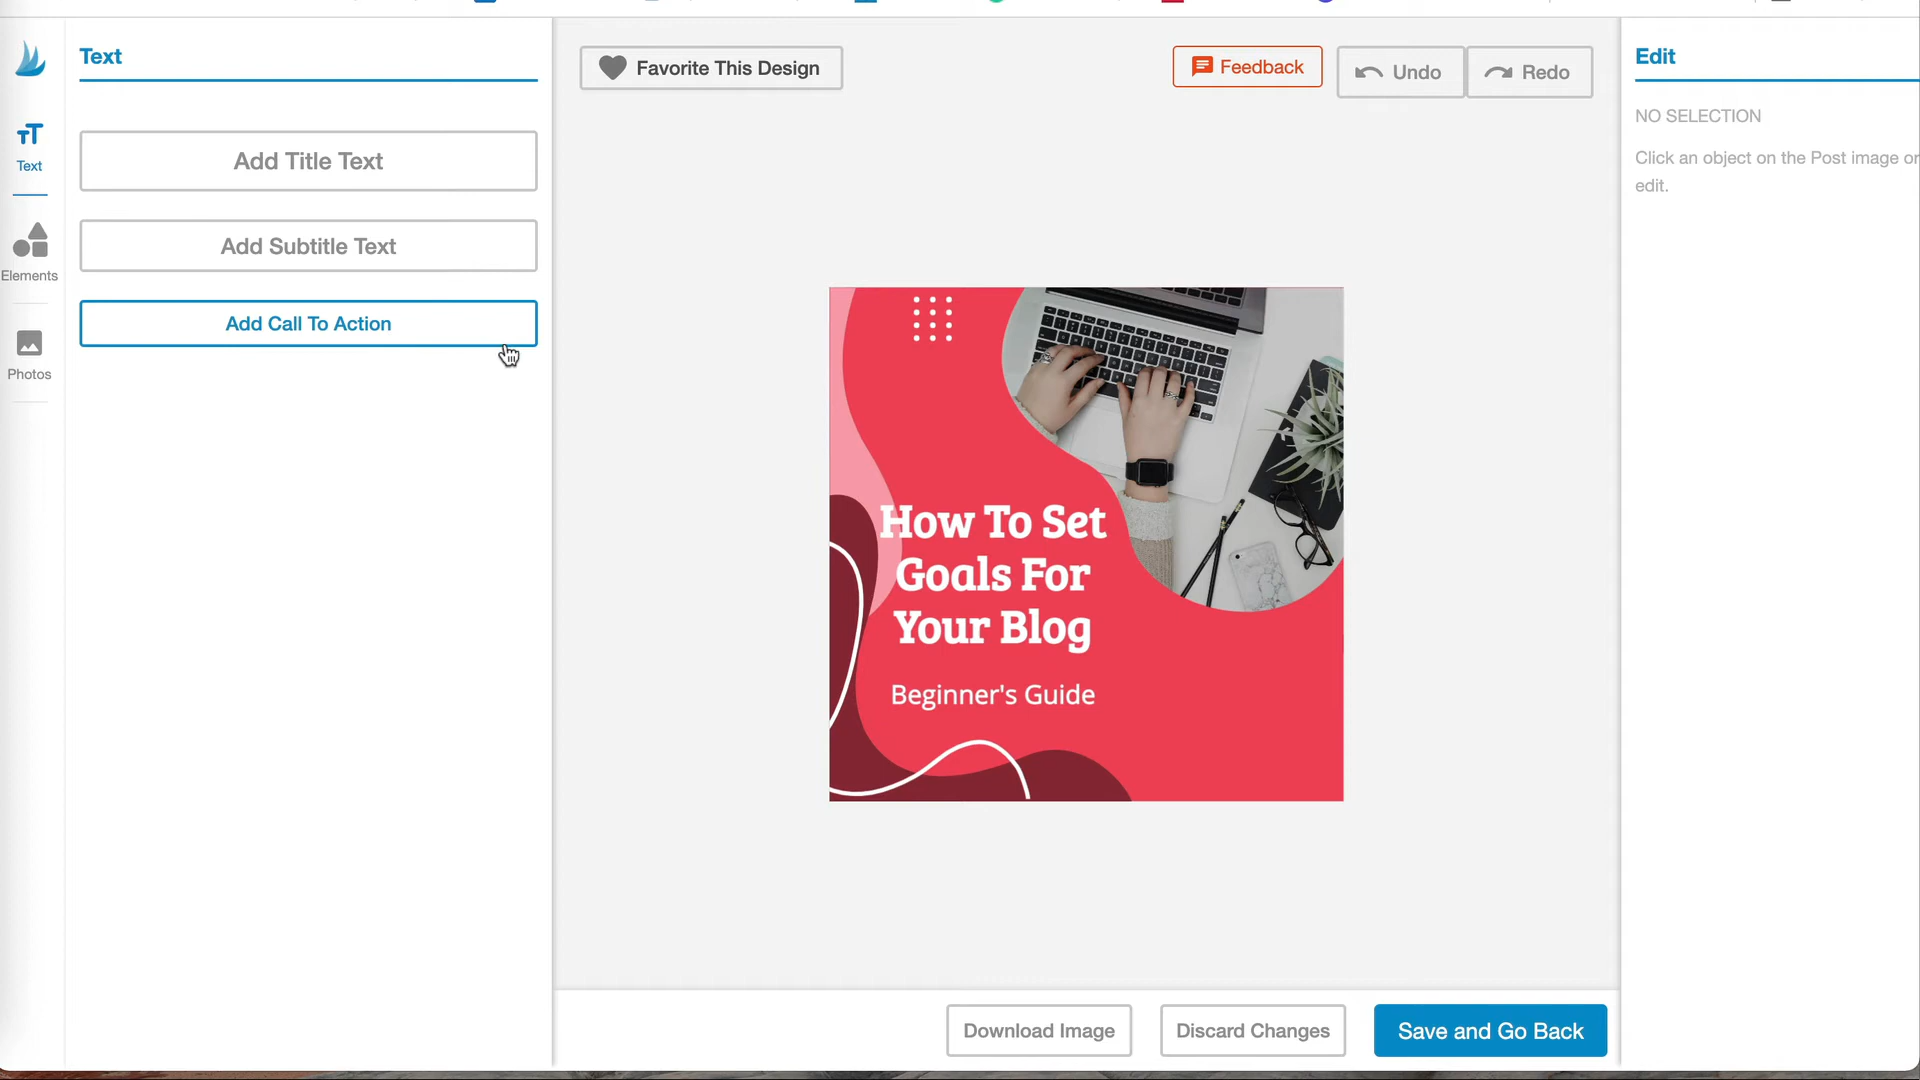 Text
Favorite This Design
Feedback
Undo
Redo
Edit
Text
Elements
Photos
Add Title Text
Add Subtitle Text
Add Call To Action
NO SELECTION
Click an object on the Post image or
edit.
How To Set
Goals For
Your Blog
Beginner's Guide
Download Image
Discard Changes
Save and Go Back